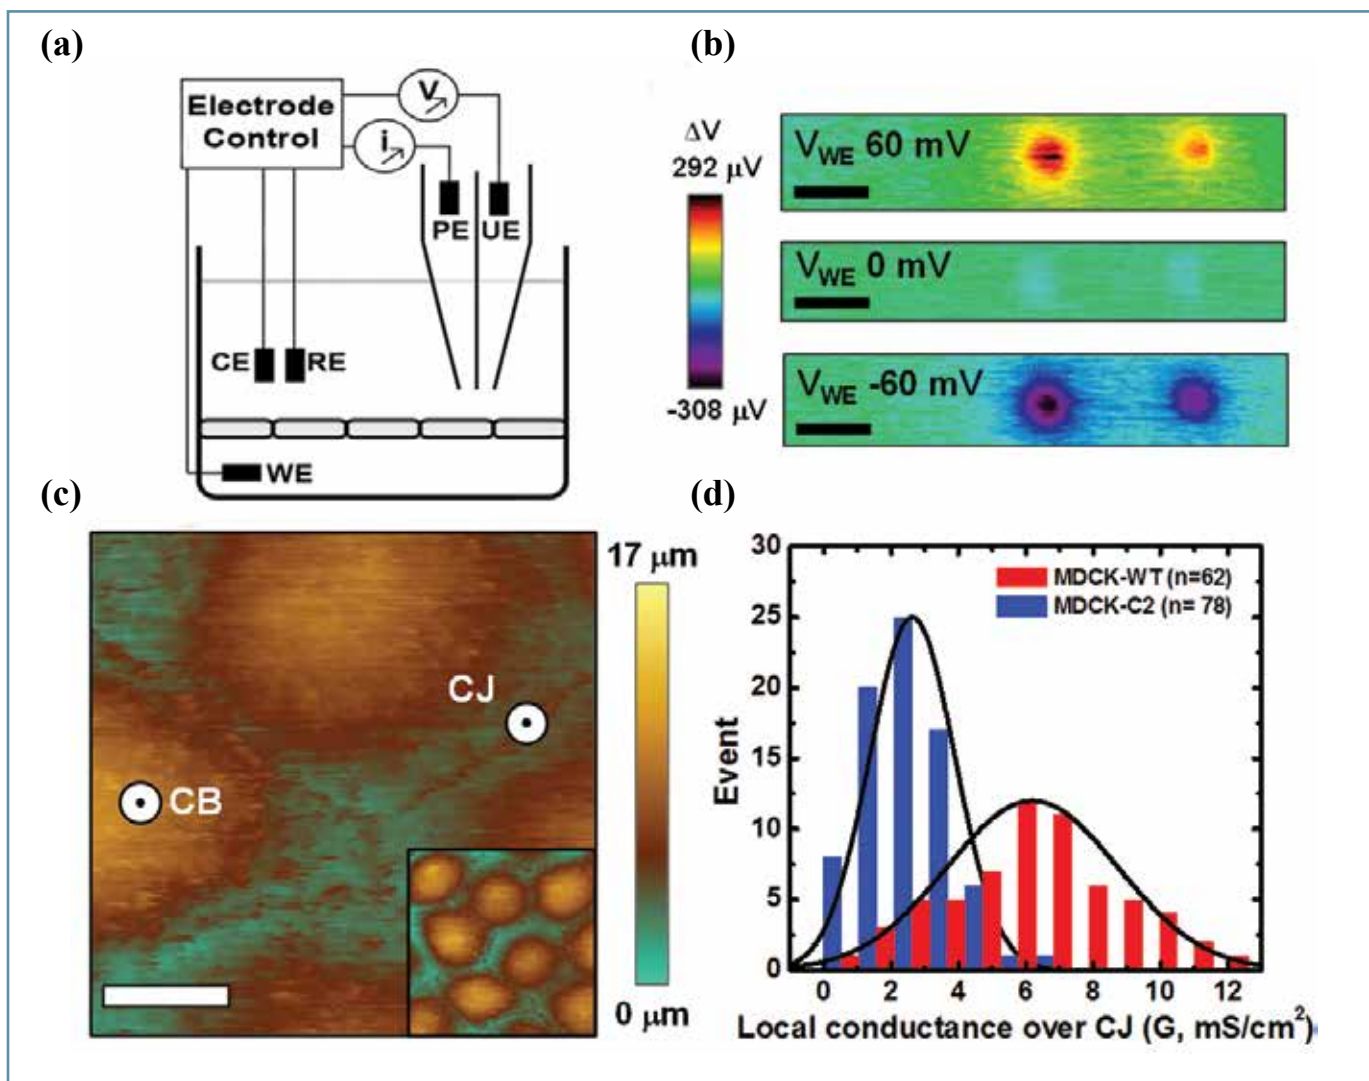 (a)
Electrode
Control
V
i
PE
UE
CE
RE
WE
(b)
ΔV
292 μV
-308 μV
V_WE 60 mV
V_WE 0 mV
V_WE -60 mV
(c)
CJ
CB
17 μm
0 μm
(d)
30
25
20
15
10
5
0
Event
MDCK-WT (n=62)
MDCK-C2 (n= 78)
0 2 4 6 8 10 12
Local conductance over CJ (G, mS/cm²)